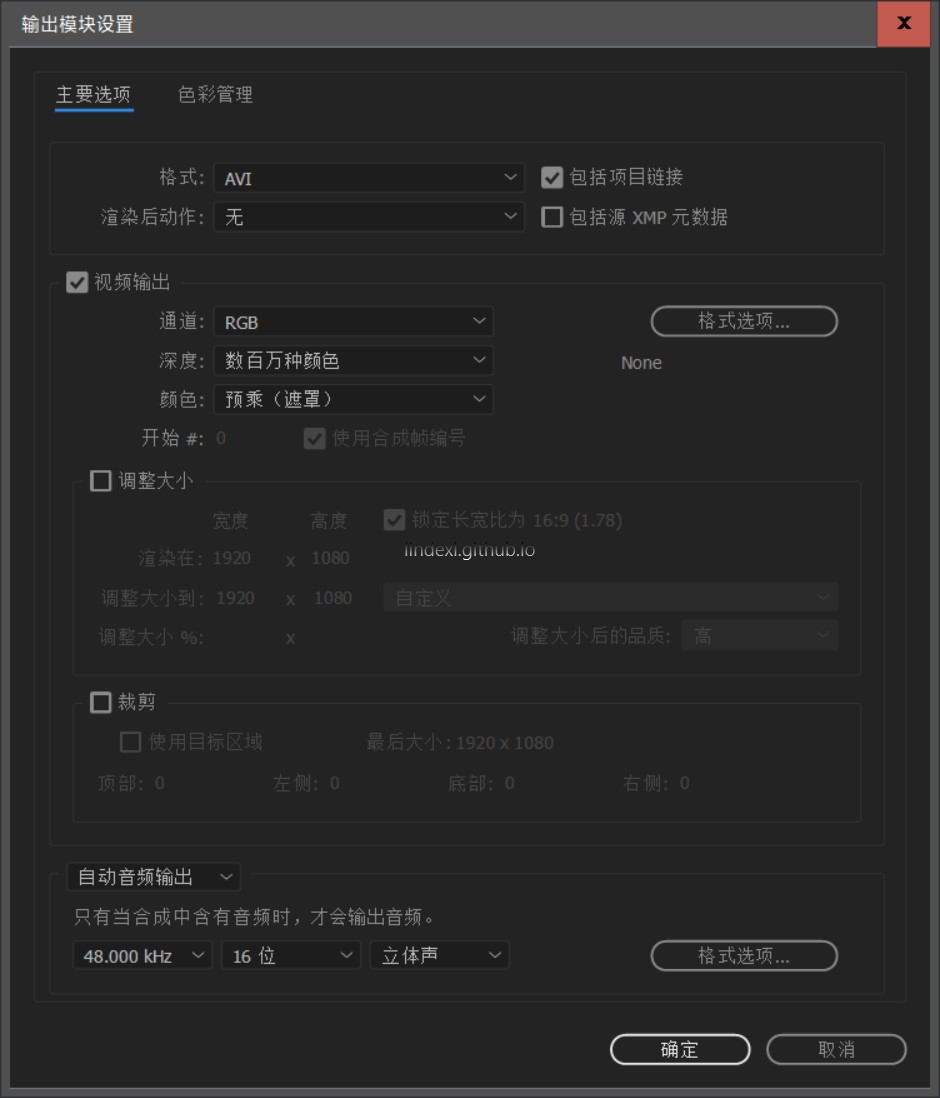 输出模块设置
x
主要选项 色彩管理
格式: AVI 包括项目链接
渲染后动作: 无 包括源 XMP 元数据
视频输出
通道: RGB 格式选项...
深度: 数百万种颜色 None
颜色: 预乘（遮罩）
开始 #: 0 使用合成帧编号
调整大小
宽度 高度 锁定长宽比为 16:9 (1.78)
渲染在: 1920 x 1080 lindexi.github.io
调整大小到: 1920 x 1080 自定义
调整大小 %: x 调整大小后的品质: 高
裁剪
使用目标区域 最后大小: 1920 x 1080
顶部: 0 左侧: 0 底部: 0 右侧: 0
自动音频输出
只有当合成中含有音频时，才会输出音频。
48.000 kHz 16 位 立体声 格式选项...
确定 取消